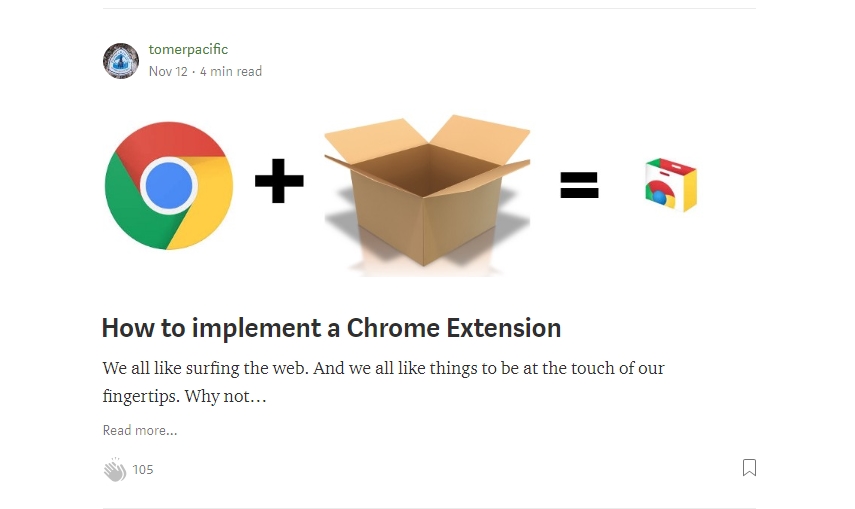 tomerpacific
Nov 12 · 4 min read
How to implement a Chrome Extension
We all like surfing the web. And we all like things to be at the touch of our
fingertips. Why not…
Read more…
105